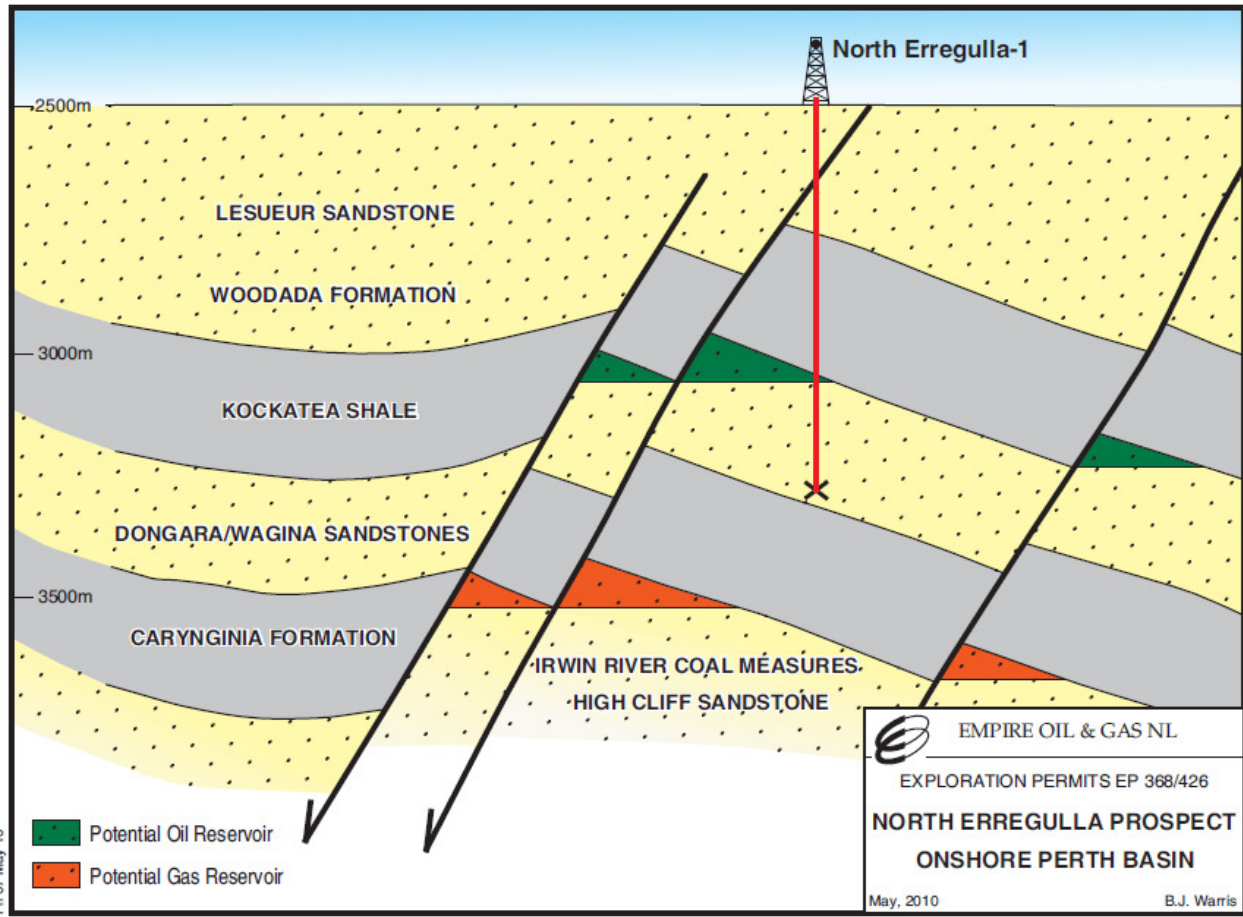 North Erregulla-1
2500m
LESUEUR SANDSTONE
WOODADA FORMATION
3000m
KOCKATEA SHALE
DONGARA/WAGINA SANDSTONES
3500m
CARYNGINIA FORMATION
IRWIN RIVER COAL MEASURES
HIGH CLIFF SANDSTONE
Potential Oil Reservoir
Potential Gas Reservoir
EMPIRE OIL & GAS NL
EXPLORATION PERMITS EP 368/426
NORTH ERREGULLA PROSPECT
ONSHORE PERTH BASIN
May, 2010
B.J. Warris